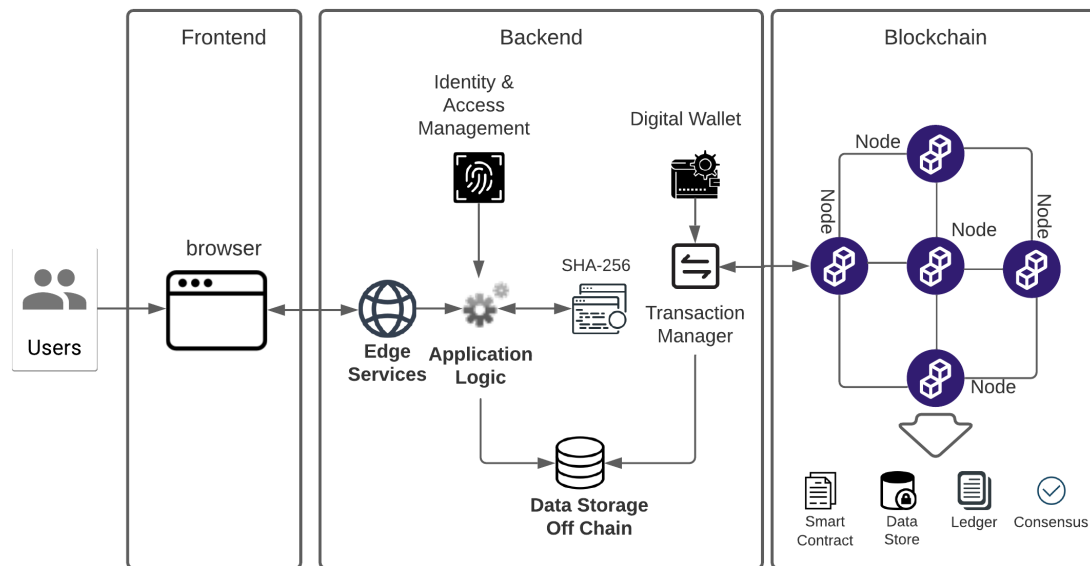 Frontend
Backend
Blockchain
Identity &
Access
Management
Digital Wallet
Node
Node
Node
Node
browser
SHA-256
Users
Edge
Services
Application
Logic
Transaction
Manager
Node
Data Storage
Off Chain
Smart
Contract
Data
Store
Ledger
Consensus